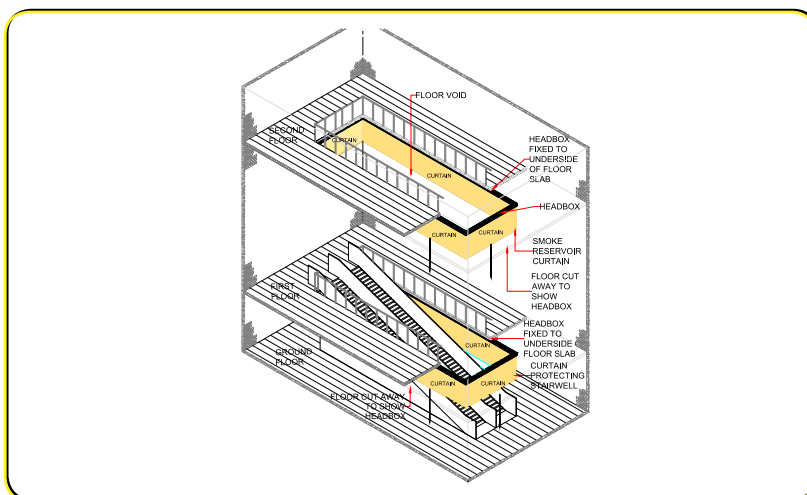 FLOOR VOID
SECOND
FLOOR
CURTAIN
HEADBOX
FIXED TO
UNDERSIDE
OF FLOOR
SLAB
CURTAIN
HEADBOX
CURTAIN
CURTAIN
SMOKE
RESERVOIR
CURTAIN
FLOOR CUT
AWAY TO
SHOW
HEADBOX
FIRST
FLOOR
HEADBOX
FIXED TO
UNDERSIDE OF
FLOOR SLAB
CURTAIN
GROUND
FLOOR
CURTAIN
PROTECTING
STAIRWELL
CURTAIN
CURTAIN
FLOOR CUT AWAY
TO SHOW
HEADBOX